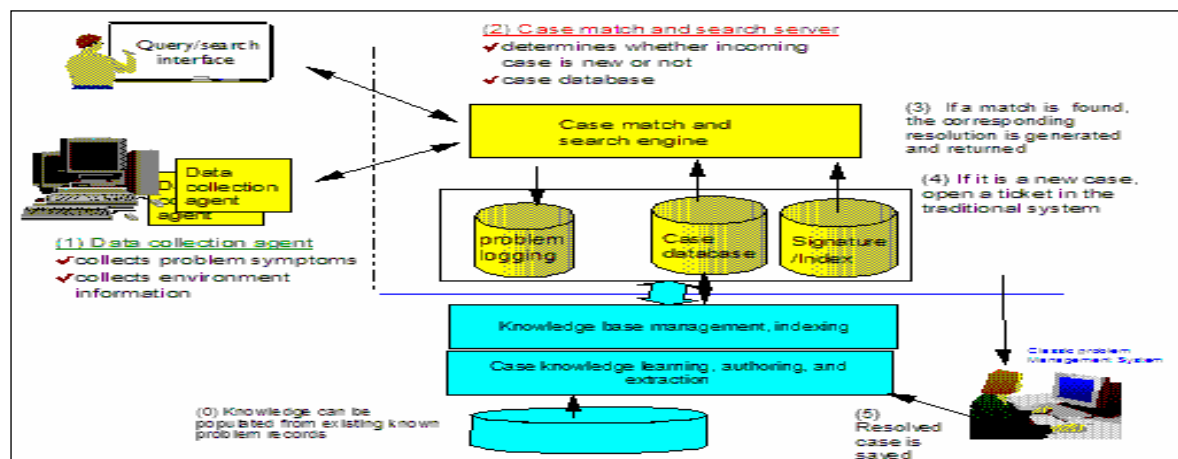 Query/search
interface
(2) Case match and search server
determines whether incoming
case is new or not
case database
Case match and
search engine
(3) If a match is found,
the corresponding
resolution is generated
and returned
(4) If it is a new case,
open a ticket in the
traditional system
Data
collection
agent
agent
(1) Data collection agent
collects problem symptoms
collects environment
information
problem
logging
Case
database
Signature
/Index
Knowledge base management, indexing
Case knowledge learning, authoring, and
extraction
Classic problem
Management System
(0) Knowledge can be
populated from existing known
problem records
(5)
Resolved
case is
saved